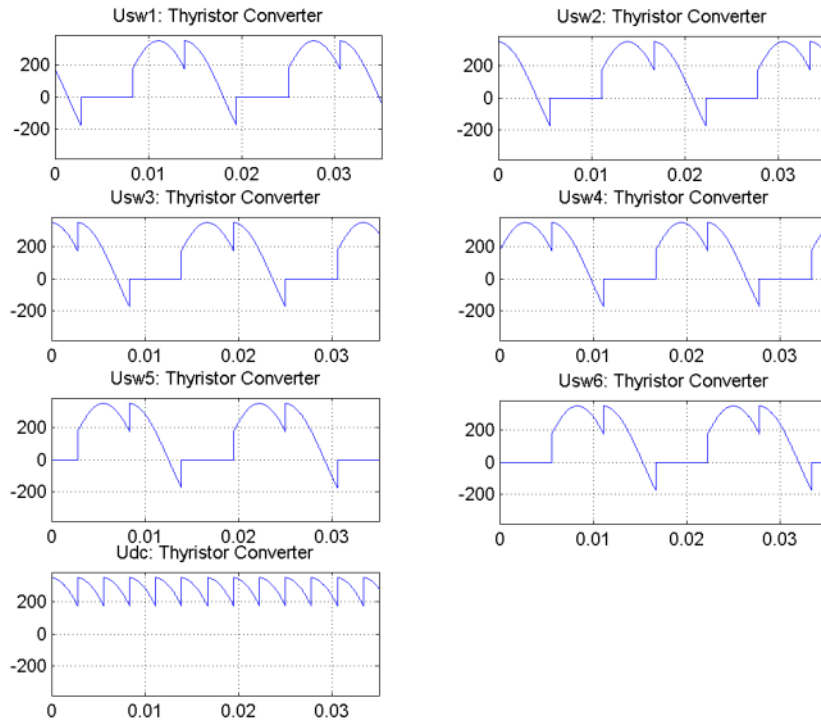 Usw1: Thyristor Converter
200
0
-200
0 0.01 0.02 0.03
Usw2: Thyristor Converter
200
0
-200
0 0.01 0.02 0.03
Usw3: Thyristor Converter
200
0
-200
0 0.01 0.02 0.03
Usw4: Thyristor Converter
200
0
-200
0 0.01 0.02 0.03
Usw5: Thyristor Converter
200
0
-200
0 0.01 0.02 0.03
Usw6: Thyristor Converter
200
0
-200
0 0.01 0.02 0.03
Udc: Thyristor Converter
200
0
-200
0 0.01 0.02 0.03